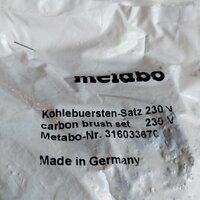 metabo
Kohlebuersten-Satz 230 V
carbon brush set 230 V
Metabo-Nr. 316033670
Made in Germany